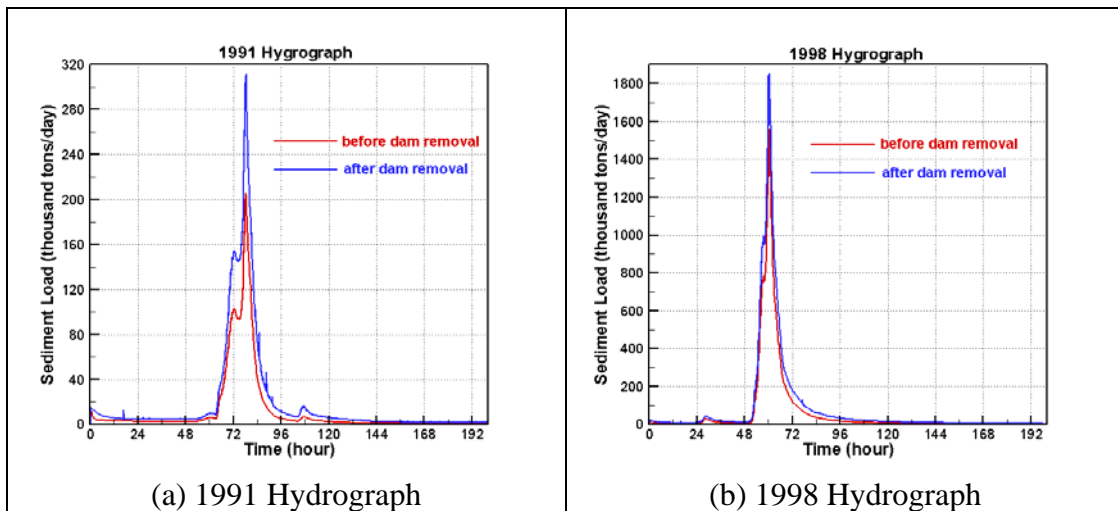 1991 Hygrograph
320
280
240
200
160
120
80
40
0
Sediment Load (thousand tons/day)
before dam removal
after dam removal
0 24 48 72 96 120 144 168 192
Time (hour)
(a) 1991 Hydrograph
1998 Hygrograph
1800
1600
1400
1200
1000
800
600
400
200
0
Sediment Load (thousand tons/day)
before dam removal
after dam removal
0 24 48 72 96 120 144 168 192
Time (hour)
(b) 1998 Hydrograph